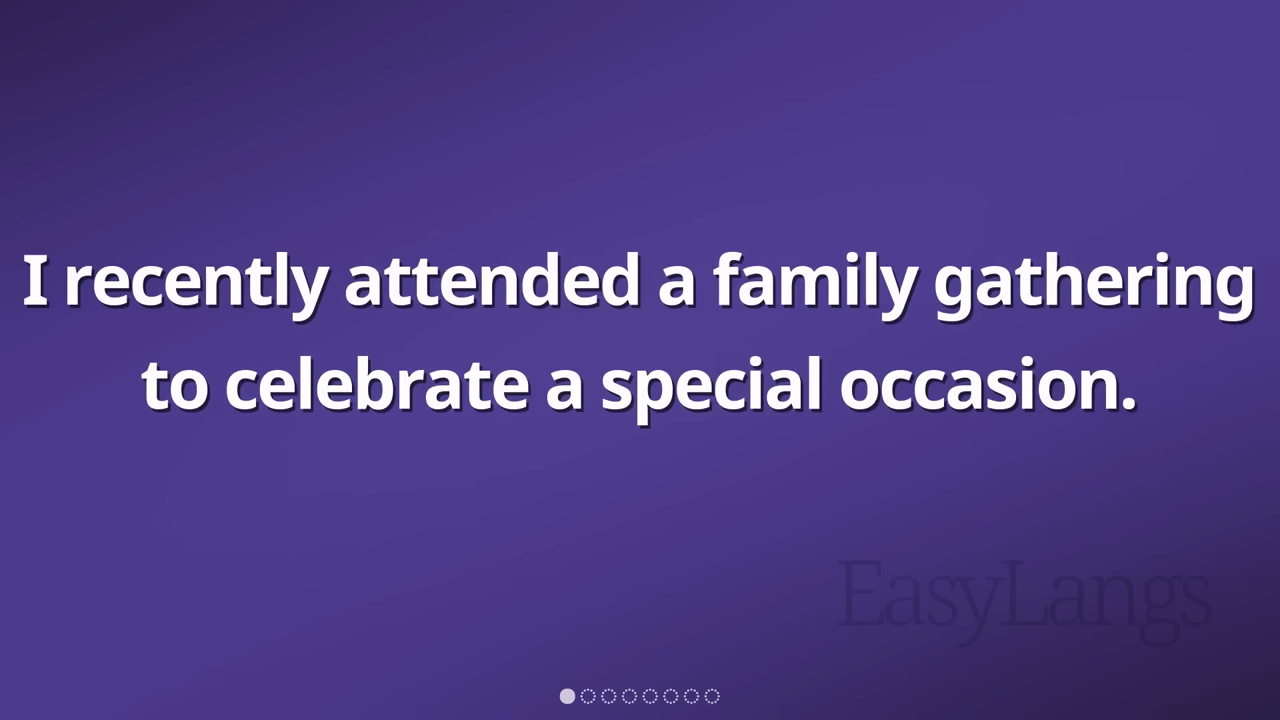 I recently attended a family gathering
to celebrate a special occasion.
EasyLangs